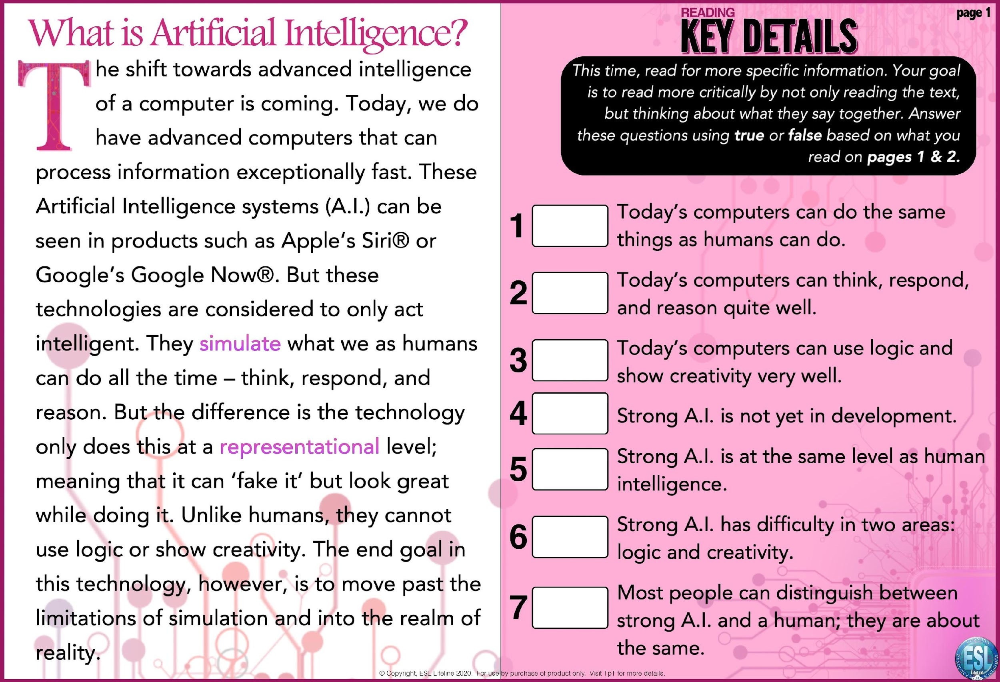 What is Artificial Intelligence?
The shift towards advanced intelligence
of a computer is coming. Today, we do
have advanced computers that can
process information exceptionally fast. These
Artificial Intelligence systems (A.I.) can be
seen in products such as Apple's Siri® or
Google's Google Now®. But these
technologies are considered to only act
intelligent. They simulate what we as humans
can do all the time – think, respond, and
reason. But the difference is the technology
only does this at a representational level;
meaning that it can 'fake it' but look great
while doing it. Unlike humans, they cannot
use logic or show creativity. The end goal in
this technology, however, is to move past the
limitations of simulation and into the realm of
reality.
page 1
READING
KEY DETAILS
This time, read for more specific information. Your goal
is to read more critically by not only reading the text,
but thinking about what they say together. Answer
these questions using true or false based on what you
read on pages 1 & 2.
1 Today's computers can do the same
things as humans can do.
2 Today's computers can think, respond,
and reason quite well.
3 Today's computers can use logic and
show creativity very well.
4 Strong A.I. is not yet in development.
5 Strong A.I. is at the same level as human
intelligence.
6 Strong A.I. has difficulty in two areas:
logic and creativity.
7 Most people can distinguish between
strong A.I. and a human; they are about
the same.
© Copyright, ESL Lifeline 2020. For use by purchase of product only. Visit TpT for more details.
LESSONS
ESL
LifeLine
RESOURCES